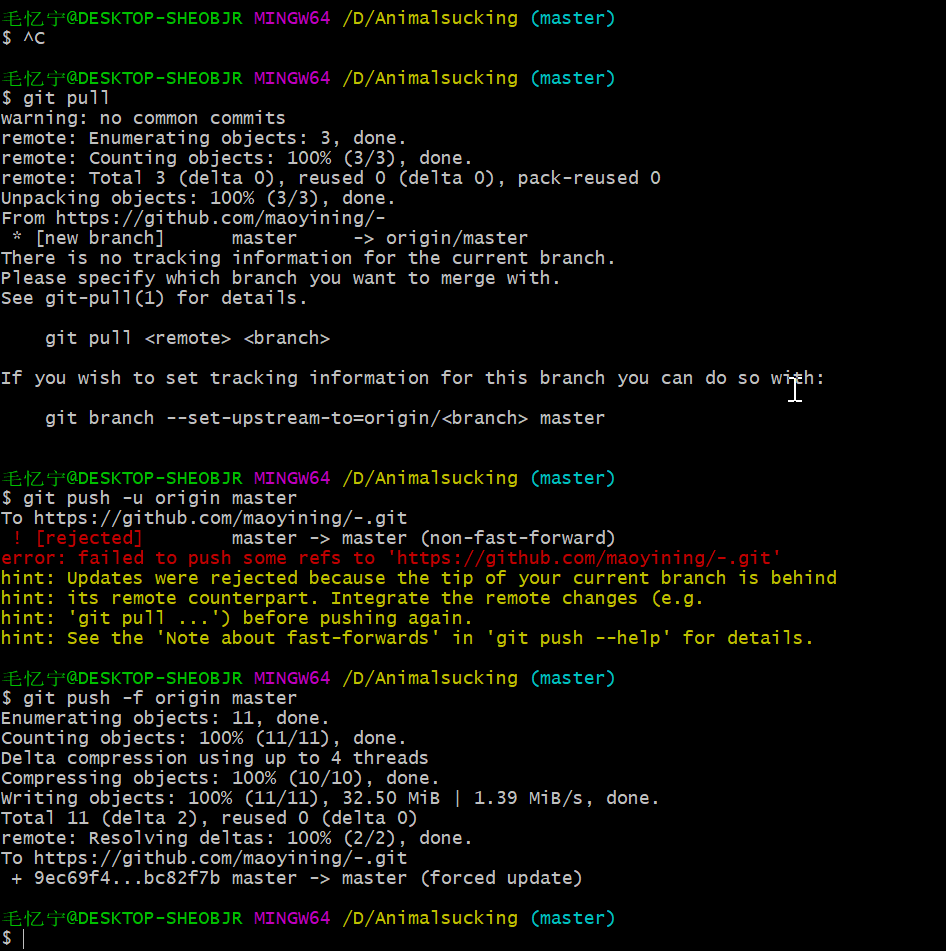 毛忆宁@DESKTOP-SHEOBJR MINGW64 /D/Animalsucking (master)
$ ^C
毛忆宁@DESKTOP-SHEOBJR MINGW64 /D/Animalsucking (master)
$ git pull
warning: no common commits
remote: Enumerating objects: 3, done.
remote: Counting objects: 100% (3/3), done.
remote: Total 3 (delta 0), reused 0 (delta 0), pack-reused 0
Unpacking objects: 100% (3/3), done.
From https://github.com/maoyining/-
 * [new branch]      master     -> origin/master
There is no tracking information for the current branch.
Please specify which branch you want to merge with.
See git-pull(1) for details.
    git pull <remote> <branch>
If you wish to set tracking information for this branch you can do so with:
    git branch --set-upstream-to=origin/<branch> master
毛忆宁@DESKTOP-SHEOBJR MINGW64 /D/Animalsucking (master)
$ git push -u origin master
To https://github.com/maoyining/-.git
 ! [rejected]        master -> master (non-fast-forward)
error: failed to push some refs to 'https://github.com/maoyining/-.git'
hint: Updates were rejected because the tip of your current branch is behind
hint: its remote counterpart. Integrate the remote changes (e.g.
hint: 'git pull ...') before pushing again.
hint: See the 'Note about fast-forwards' in 'git push --help' for details.
毛忆宁@DESKTOP-SHEOBJR MINGW64 /D/Animalsucking (master)
$ git push -f origin master
Enumerating objects: 11, done.
Counting objects: 100% (11/11), done.
Delta compression using up to 4 threads
Compressing objects: 100% (10/10), done.
Writing objects: 100% (11/11), 32.50 MiB | 1.39 MiB/s, done.
Total 11 (delta 2), reused 0 (delta 0)
remote: Resolving deltas: 100% (2/2), done.
To https://github.com/maoyining/-.git
 + 9ec69f4...bc82f7b master -> master (forced update)
毛忆宁@DESKTOP-SHEOBJR MINGW64 /D/Animalsucking (master)
$